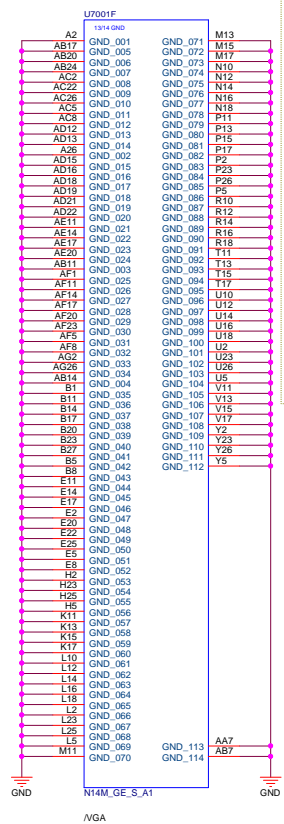 U7001F
13/14 GND
A2 GND_001 GND_071 M13
AB17 GND_005 GND_072 M15
AB20 GND_006 GND_073 M17
AB24 GND_007 GND_074 N10
AC2 GND_008 GND_075 N12
AC22 GND_009 GND_076 N14
AC26 GND_010 GND_077 N16
AC5 GND_011 GND_078 N18
AC8 GND_012 GND_079 P11
AD12 GND_013 GND_080 P13
AD13 GND_014 GND_081 P15
A26 GND_002 GND_082 P17
AD15 GND_015 GND_083 P2
AD16 GND_016 GND_084 P23
AD18 GND_017 GND_085 P26
AD19 GND_018 GND_086 P5
AD21 GND_019 GND_087 R10
AD22 GND_020 GND_088 R12
AE11 GND_021 GND_089 R14
AE14 GND_022 GND_090 R16
AE17 GND_023 GND_091 R18
AE20 GND_024 GND_092 T11
AB11 GND_003 GND_093 T13
AF1 GND_025 GND_094 T15
AF11 GND_026 GND_095 T17
AF14 GND_027 GND_096 U10
AF17 GND_028 GND_097 U12
AF20 GND_029 GND_098 U14
AF23 GND_030 GND_099 U16
AF5 GND_031 GND_100 U18
AF8 GND_032 GND_101 U2
AG2 GND_033 GND_102 U23
AG26 GND_034 GND_103 U26
AB14 GND_004 GND_104 U5
B1 GND_035 GND_105 V11
B11 GND_036 GND_106 V13
B14 GND_037 GND_107 V15
B17 GND_038 GND_108 V17
B20 GND_039 GND_109 Y2
B23 GND_040 GND_110 Y23
B27 GND_041 GND_111 Y26
B5 GND_042 GND_112 Y5
B8 GND_043
E11 GND_044
E14 GND_045
E17 GND_046
E2 GND_047
E20 GND_048
E22 GND_049
E25 GND_050
E5 GND_051
E8 GND_052
H2 GND_053
H23 GND_054
H25 GND_055
H5 GND_056
K11 GND_057
K13 GND_058
K15 GND_059
K17 GND_060
L10 GND_061
L12 GND_062
L14 GND_063
L16 GND_064
L18 GND_065
L2 GND_066
L23 GND_067
L25 GND_068
L5 GND_069 GND_113 AA7
M11 GND_070 GND_114 AB7
GND GND
N14M_GE_S_A1
/VGA